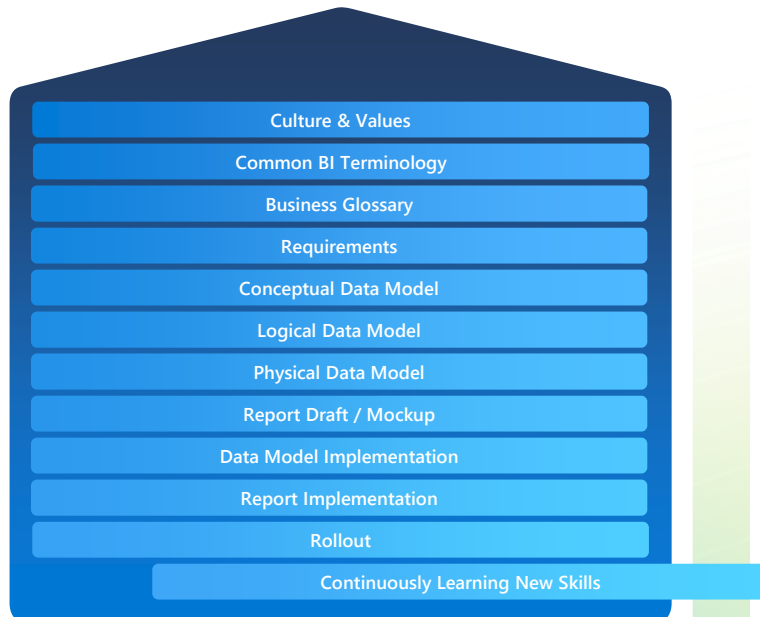 Culture & Values
Common BI Terminology
Business Glossary
Requirements
Conceptual Data Model
Logical Data Model
Physical Data Model
Report Draft / Mockup
Data Model Implementation
Report Implementation
Rollout
Continuously Learning New Skills